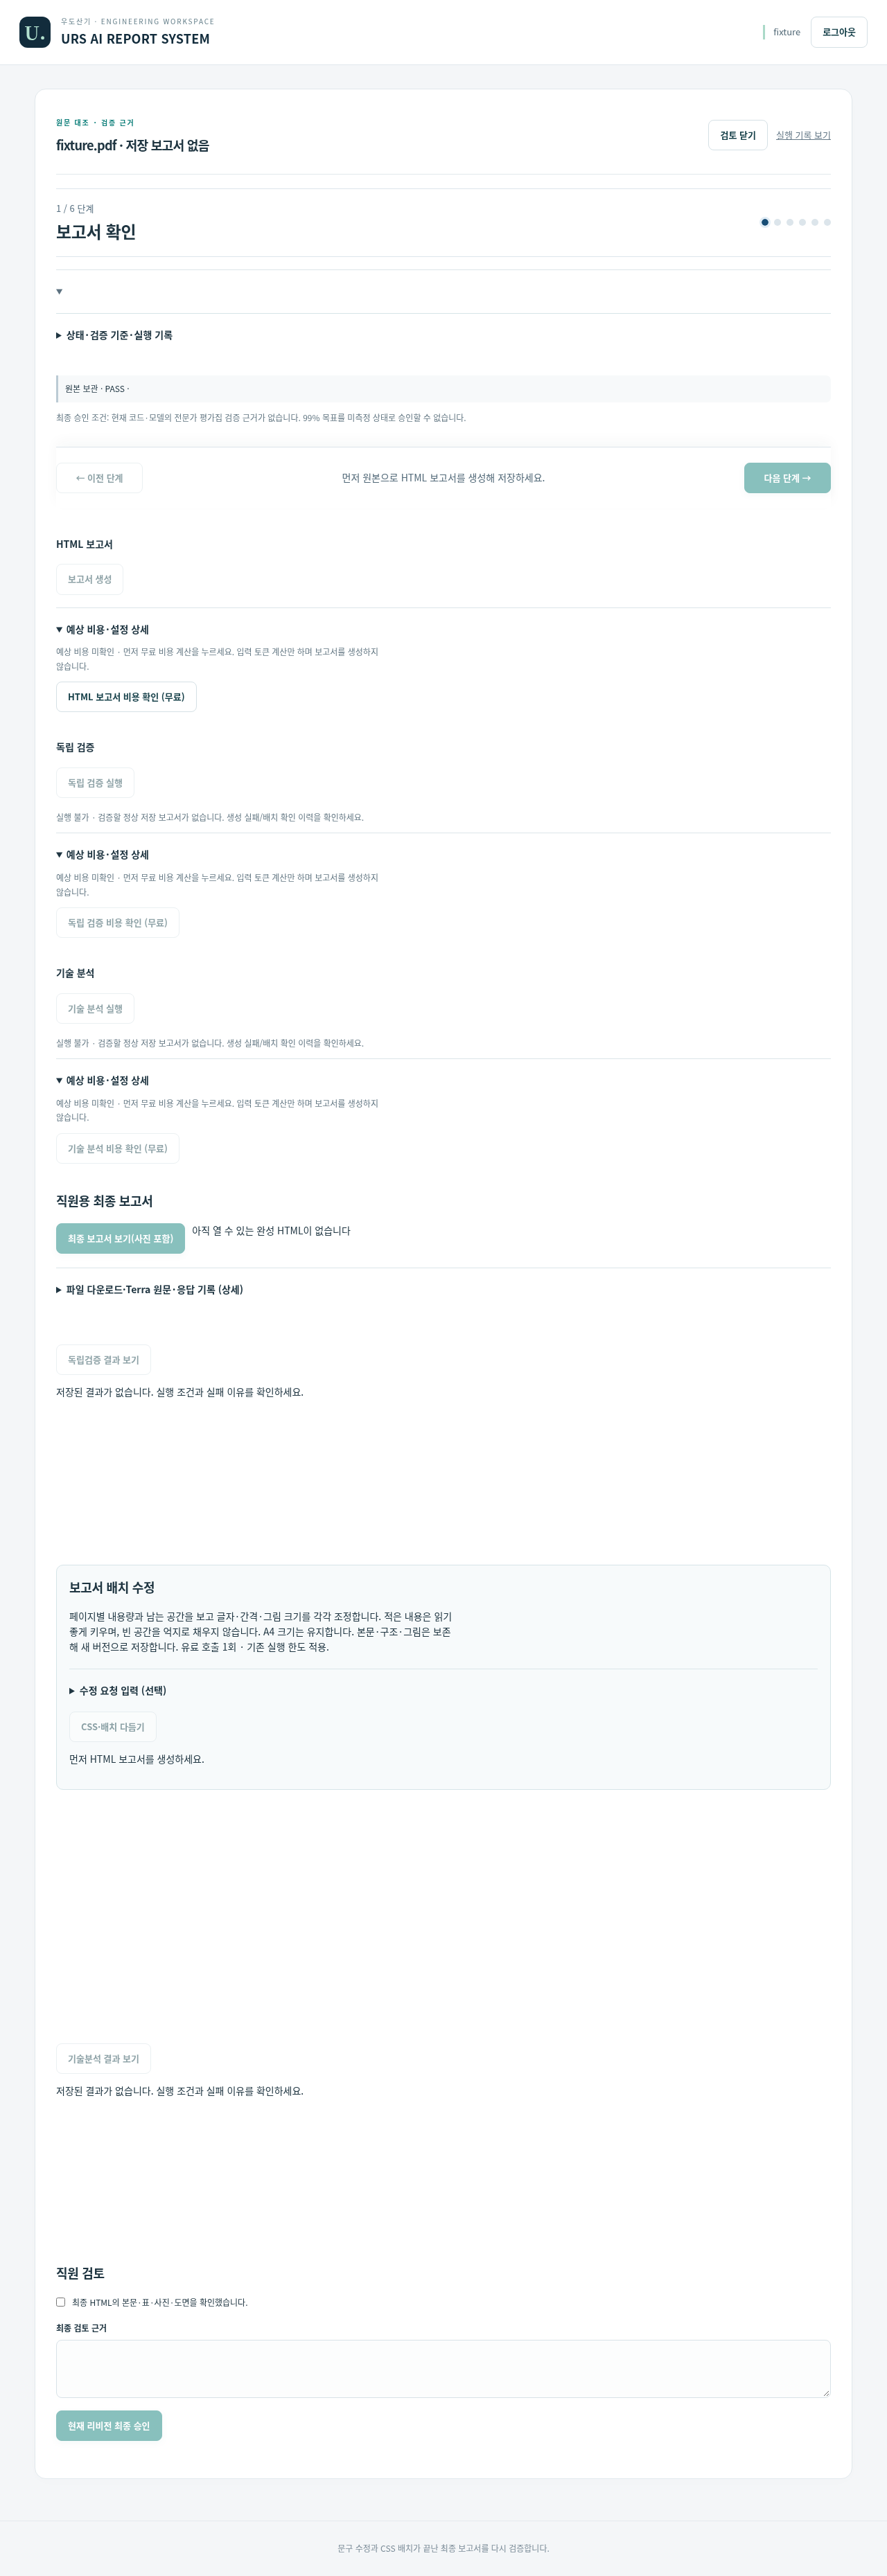 U.
우도산기 · ENGINEERING WORKSPACE
URS AI REPORT SYSTEM
fixture
로그아웃
원문 대조 · 검증 근거
fixture.pdf · 저장 보고서 없음
검토 닫기
실행 기록 보기
1 / 6 단계
보고서 확인
▼
▶ 상태·검증 기준·실행 기록
원본 보관 · PASS ·
최종 승인 조건: 현재 코드·모델의 전문가 평가집 검증 근거가 없습니다. 99% 목표를 미측정 상태로 승인할 수 없습니다.
← 이전 단계
먼저 원본으로 HTML 보고서를 생성해 저장하세요.
다음 단계 →
HTML 보고서
보고서 생성
▼ 예상 비용·설정 상세
예상 비용 미확인 · 먼저 무료 비용 계산을 누르세요. 입력 토큰 계산만 하며 보고서를 생성하지
않습니다.
HTML 보고서 비용 확인 (무료)
독립 검증
독립 검증 실행
실행 불가 · 검증할 정상 저장 보고서가 없습니다. 생성 실패/배치 확인 이력을 확인하세요.
▼ 예상 비용·설정 상세
예상 비용 미확인 · 먼저 무료 비용 계산을 누르세요. 입력 토큰 계산만 하며 보고서를 생성하지
않습니다.
독립 검증 비용 확인 (무료)
기술 분석
기술 분석 실행
실행 불가 · 검증할 정상 저장 보고서가 없습니다. 생성 실패/배치 확인 이력을 확인하세요.
▼ 예상 비용·설정 상세
예상 비용 미확인 · 먼저 무료 비용 계산을 누르세요. 입력 토큰 계산만 하며 보고서를 생성하지
않습니다.
기술 분석 비용 확인 (무료)
직원용 최종 보고서
최종 보고서 보기(사진 포함)
아직 열 수 있는 완성 HTML이 없습니다
▶ 파일 다운로드·Terra 원문·응답 기록 (상세)
독립검증 결과 보기
저장된 결과가 없습니다. 실행 조건과 실패 이유를 확인하세요.
보고서 배치 수정
페이지별 내용량과 남는 공간을 보고 글자·간격·그림 크기를 각각 조정합니다. 적은 내용은 읽기
좋게 키우며, 빈 공간을 억지로 채우지 않습니다. A4 크기는 유지합니다. 본문·구조·그림은 보존
해 새 버전으로 저장합니다. 유료 호출 1회 · 기존 실행 한도 적용.
▶ 수정 요청 입력 (선택)
CSS·배치 다듬기
먼저 HTML 보고서를 생성하세요.
기술분석 결과 보기
저장된 결과가 없습니다. 실행 조건과 실패 이유를 확인하세요.
직원 검토
최종 HTML의 본문·표·사진·도면을 확인했습니다.
최종 검토 근거
현재 리비전 최종 승인
문구 수정과 CSS 배치가 끝난 최종 보고서를 다시 검증합니다.